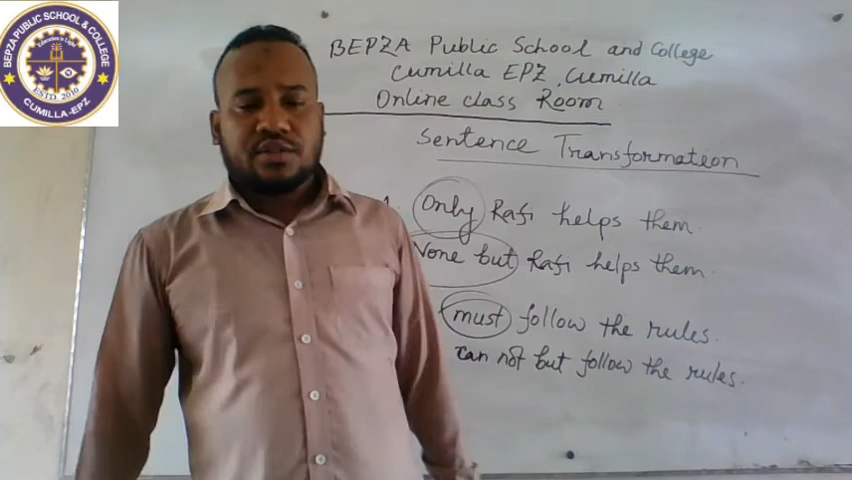 BEPZA PUBLIC SCHOOL & COLLEGE
ESTD. 2010
CUMILLA-EPZ
BEPZA Public School and College
Cumilla EPZ, Cumilla
Online class Room
Sentence Transformation
Only Rafi helps them.
None but Rafi helps them.
must follow the rules.
can not but follow the rules.